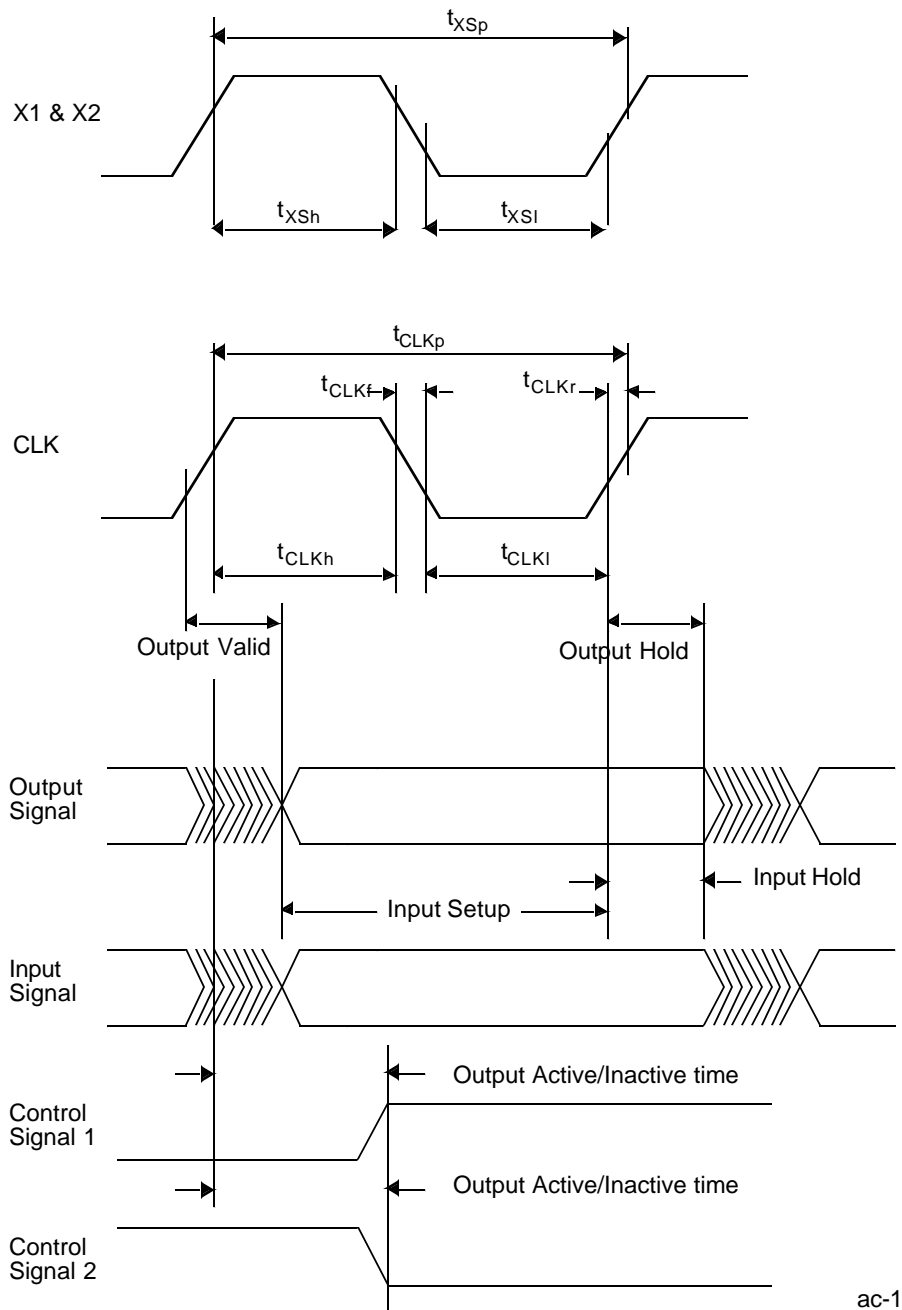 tXSp
X1 & X2
tXSh
tXSl
tCLKp
tCLKf
tCLKr
CLK
tCLKh
tCLKl
Output Valid
Output Hold
Output
Signal
Input Hold
Input Setup
Input
Signal
Output Active/Inactive time
Control
Signal 1
Output Active/Inactive time
Control
Signal 2
ac-1